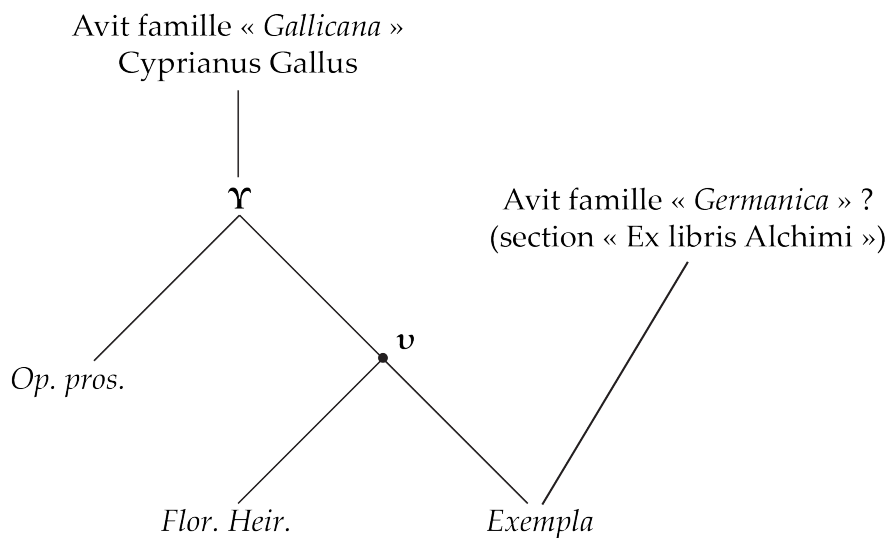 Avit famille « Gallicana »
Cyprianus Gallus
ϒ
Avit famille « Germanica » ?
(section « Ex libris Alchimi »)
υ
Op. pros.
Flor. Heir.
Exempla